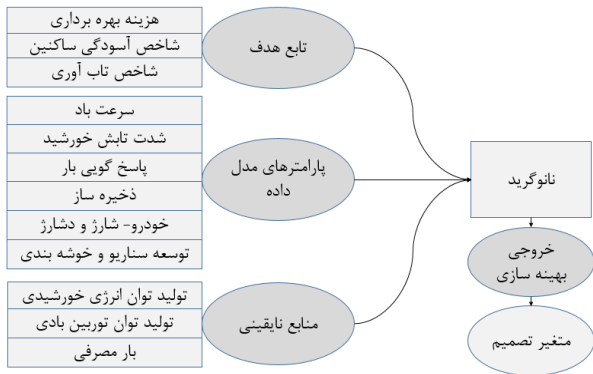 هزینه بهره برداری
شاخص آسودگی ساکنین
شاخص تاب آوری
تابع هدف
سرعت باد
شدت تابش خورشید
پاسخ گویی بار
ذخیره ساز
خودرو- شارژ و دشارژ
توسعه سناریو و خوشه بندی
پارامترهای مدل
داده
تولید توان انرژی خورشیدی
تولید توان توربین بادی
بار مصرفی
منابع نایقینی
نانوگرید
خروجی
بهینه سازی
متغیر تصمیم